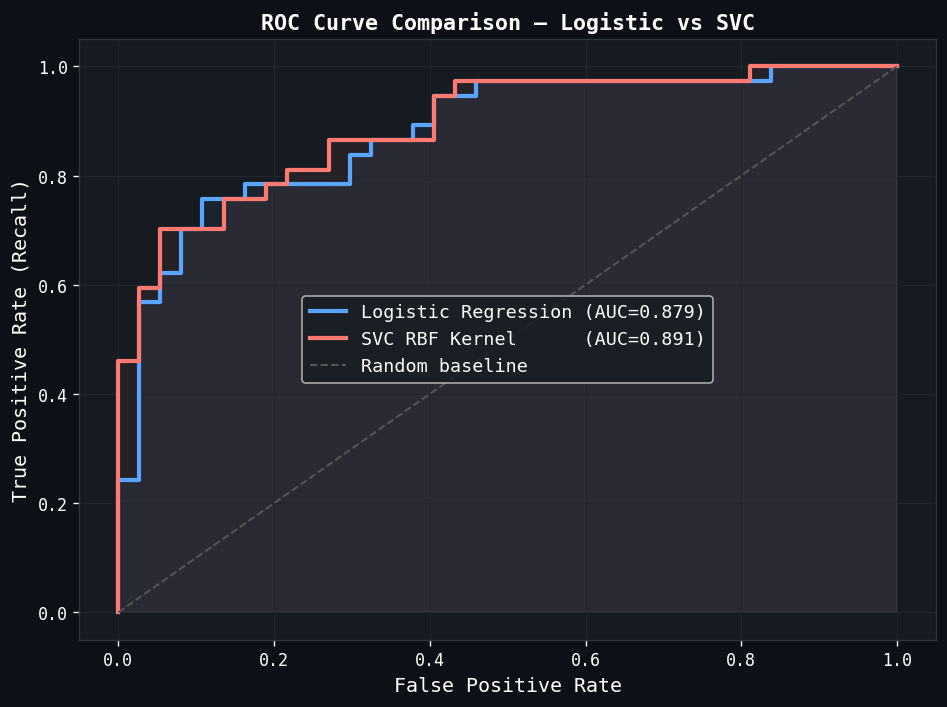 ROC Curve Comparison — Logistic vs SVC
True Positive Rate (Recall)
1.0
0.8
0.6
0.4
0.2
0.0
Logistic Regression (AUC=0.879)
SVC RBF Kernel (AUC=0.891)
Random baseline
0.0 0.2 0.4 0.6 0.8 1.0
False Positive Rate